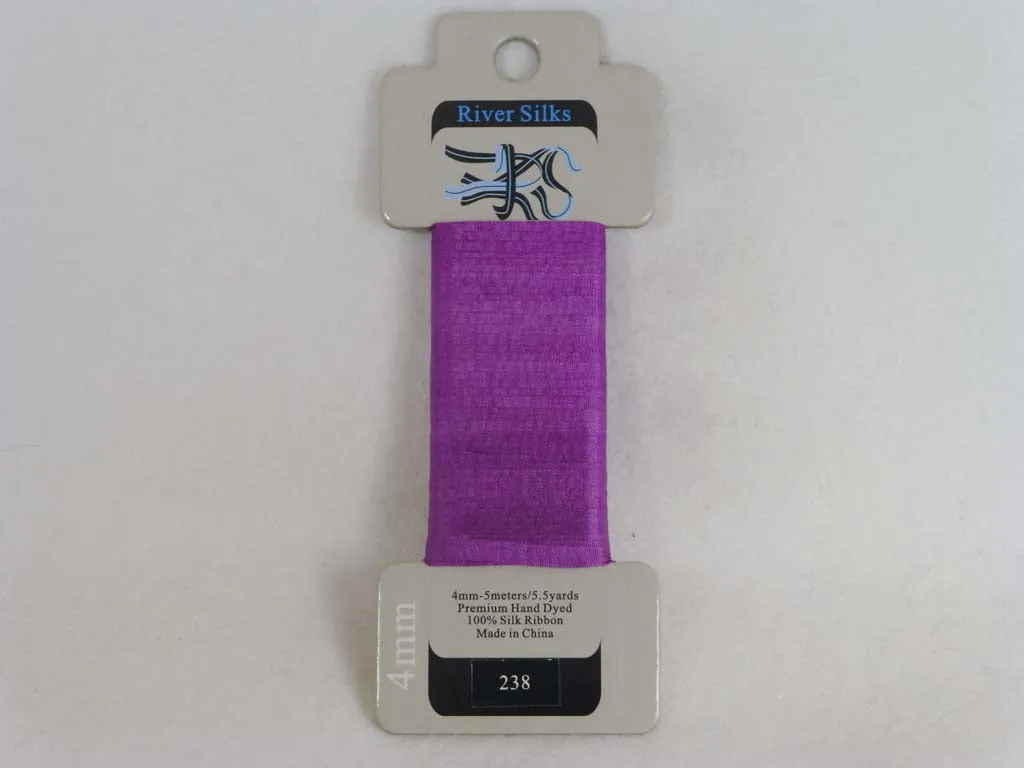 River Silks
4mm-5meters/5.5yards
Premium Hand Dyed
100% Silk Ribbon
Made in China
4mm
238